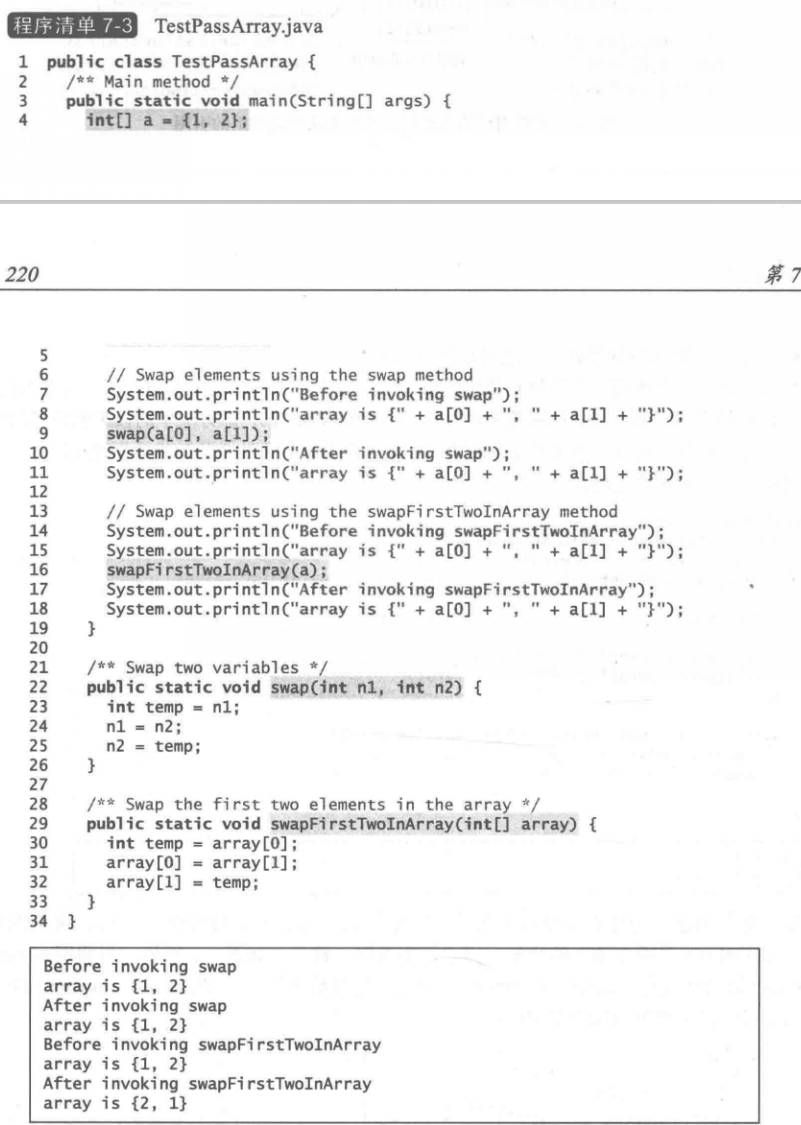 程序清单 7-3 TestPassArray.java
1 public class TestPassArray {
2   /** Main method */
3   public static void main(String[] args) {
4     int[] a = {1, 2};
220 第 7
5
6     // Swap elements using the swap method
7     System.out.println("Before invoking swap");
8     System.out.println("array is {" + a[0] + ", " + a[1] + "}");
9     swap(a[0], a[1]);
10     System.out.println("After invoking swap");
11     System.out.println("array is {" + a[0] + ", " + a[1] + "}");
12
13     // Swap elements using the swapFirstTwoInArray method
14     System.out.println("Before invoking swapFirstTwoInArray");
15     System.out.println("array is {" + a[0] + ", " + a[1] + "}");
16     swapFirstTwoInArray(a);
17     System.out.println("After invoking swapFirstTwoInArray");
18     System.out.println("array is {" + a[0] + ", " + a[1] + "}");
19   }
20
21   /** Swap two variables */
22   public static void swap(int n1, int n2) {
23     int temp = n1;
24     n1 = n2;
25     n2 = temp;
26   }
27
28   /** Swap the first two elements in the array */
29   public static void swapFirstTwoInArray(int[] array) {
30     int temp = array[0];
31     array[0] = array[1];
32     array[1] = temp;
33   }
34 }
Before invoking swap
array is {1, 2}
After invoking swap
array is {1, 2}
Before invoking swapFirstTwoInArray
array is {1, 2}
After invoking swapFirstTwoInArray
array is {2, 1}